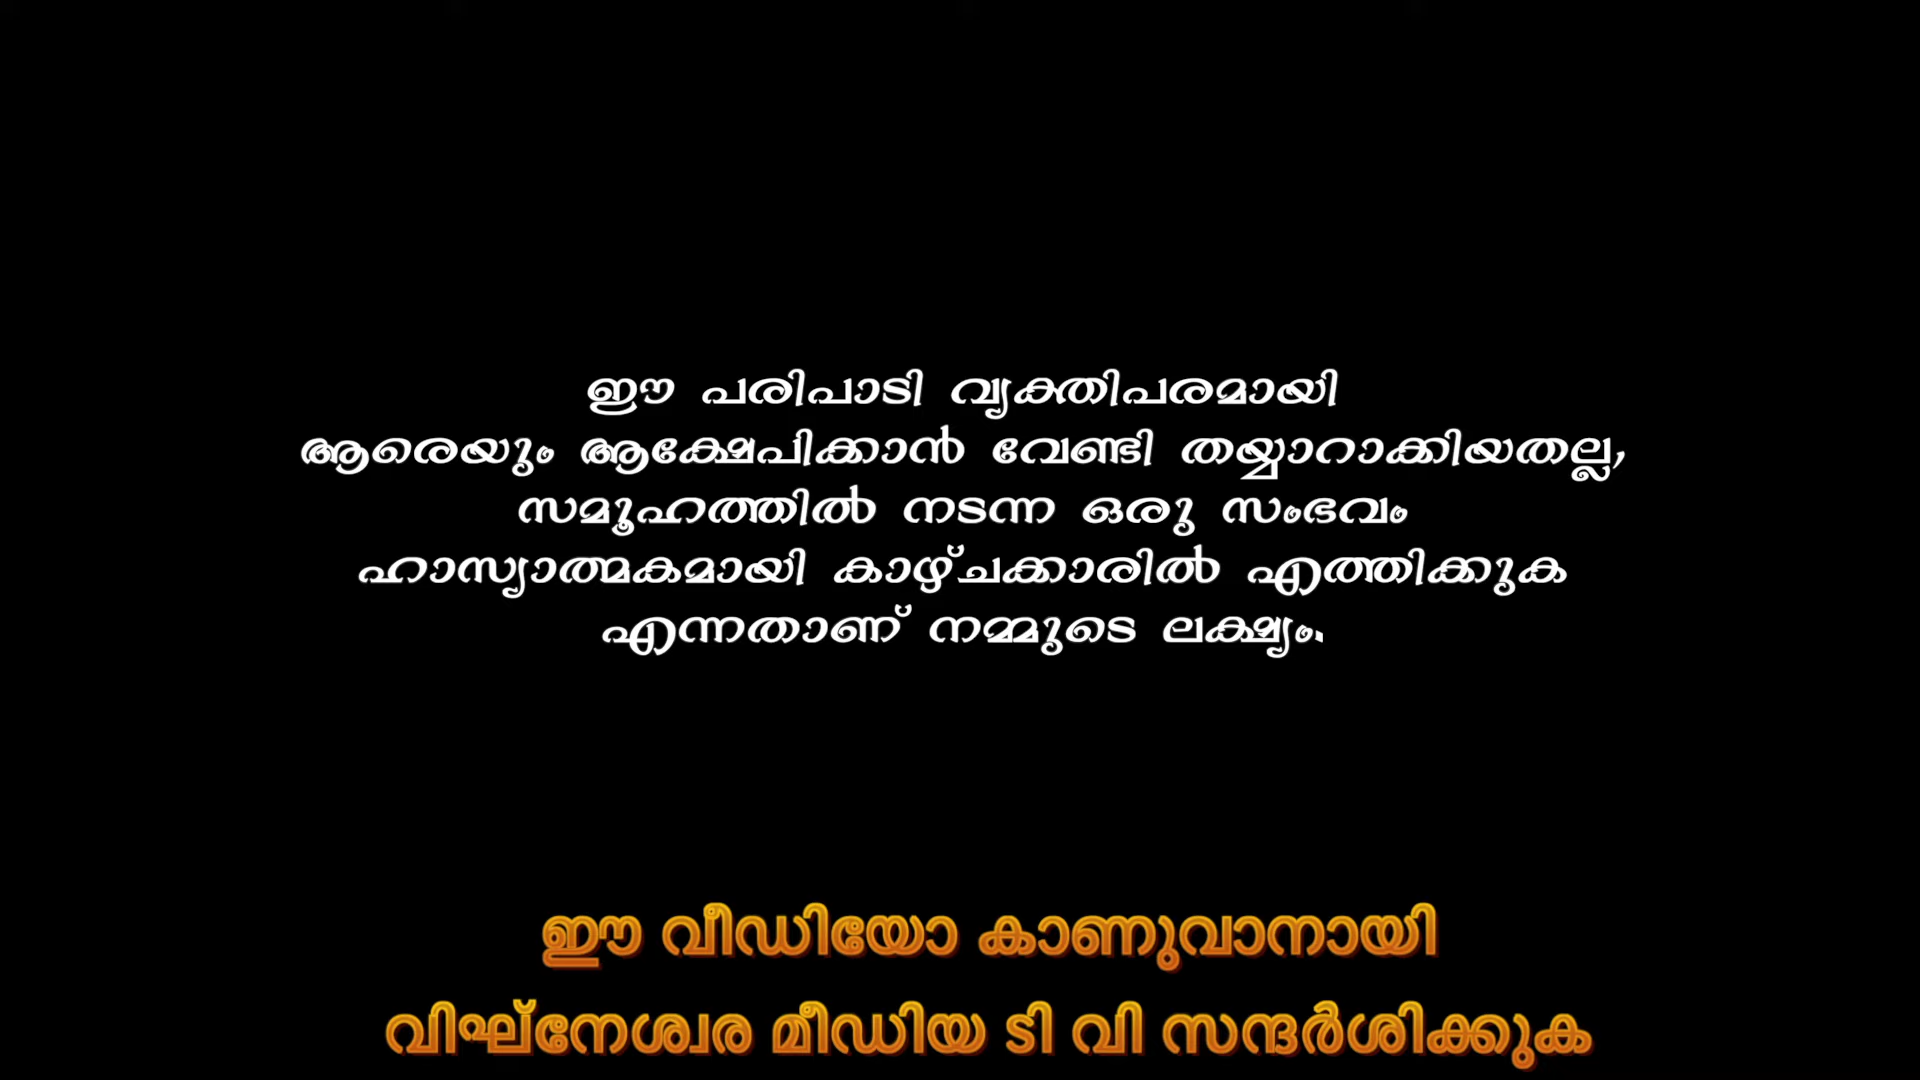 ഈ പരിപാടി വ്യക്തിപരമായി
ആരെയും ആക്ഷേപിക്കാൻ വേണ്ടി തയ്യാറാക്കിയതല്ല,
സമൂഹത്തിൽ നടന്ന ഒരു സംഭവം
ഹാസ്യാത്മകമായി കാഴ്ചക്കാരിൽ എത്തിക്കുക
എന്നതാണ് നമ്മുടെ ലക്ഷ്യം.
ഈ വീഡിയോ കാണുവാനായി
വിഘ്നേശ്വര മീഡിയ ടി വി സന്ദർശിക്കുക